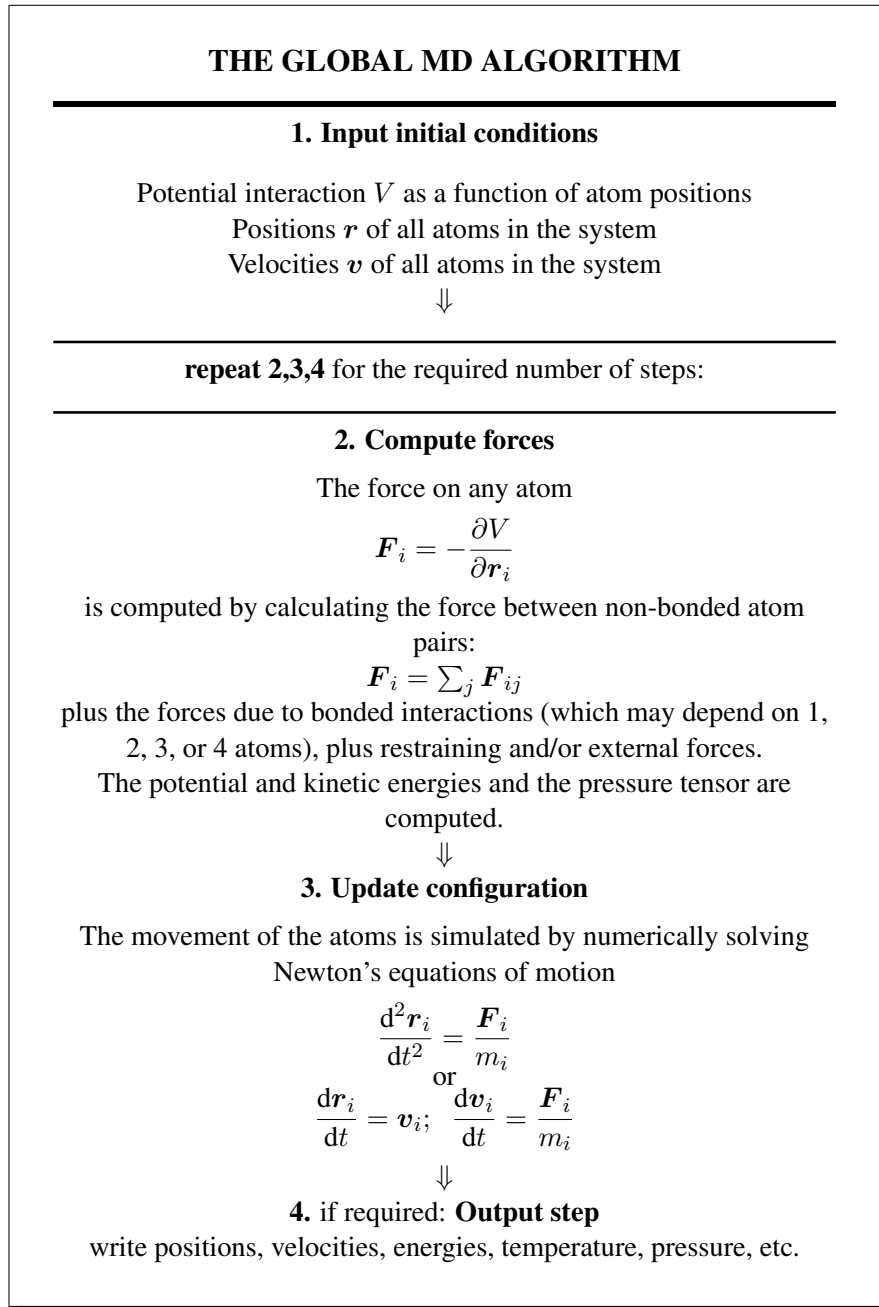 THE GLOBAL MD ALGORITHM
1. Input initial conditions
Potential interaction V as a function of atom positions
Positions r of all atoms in the system
Velocities v of all atoms in the system
⇓
repeat 2,3,4 for the required number of steps:
2. Compute forces
The force on any atom
F_i = −∂V/∂r_i
is computed by calculating the force between non-bonded atom
pairs:
F_i = ∑_j F_ij
plus the forces due to bonded interactions (which may depend on 1,
2, 3, or 4 atoms), plus restraining and/or external forces.
The potential and kinetic energies and the pressure tensor are
computed.
⇓
3. Update configuration
The movement of the atoms is simulated by numerically solving
Newton's equations of motion
d²r_i/dt² = F_i/m_i
or
dr_i/dt = v_i; dv_i/dt = F_i/m_i
⇓
4. if required: Output step
write positions, velocities, energies, temperature, pressure, etc.